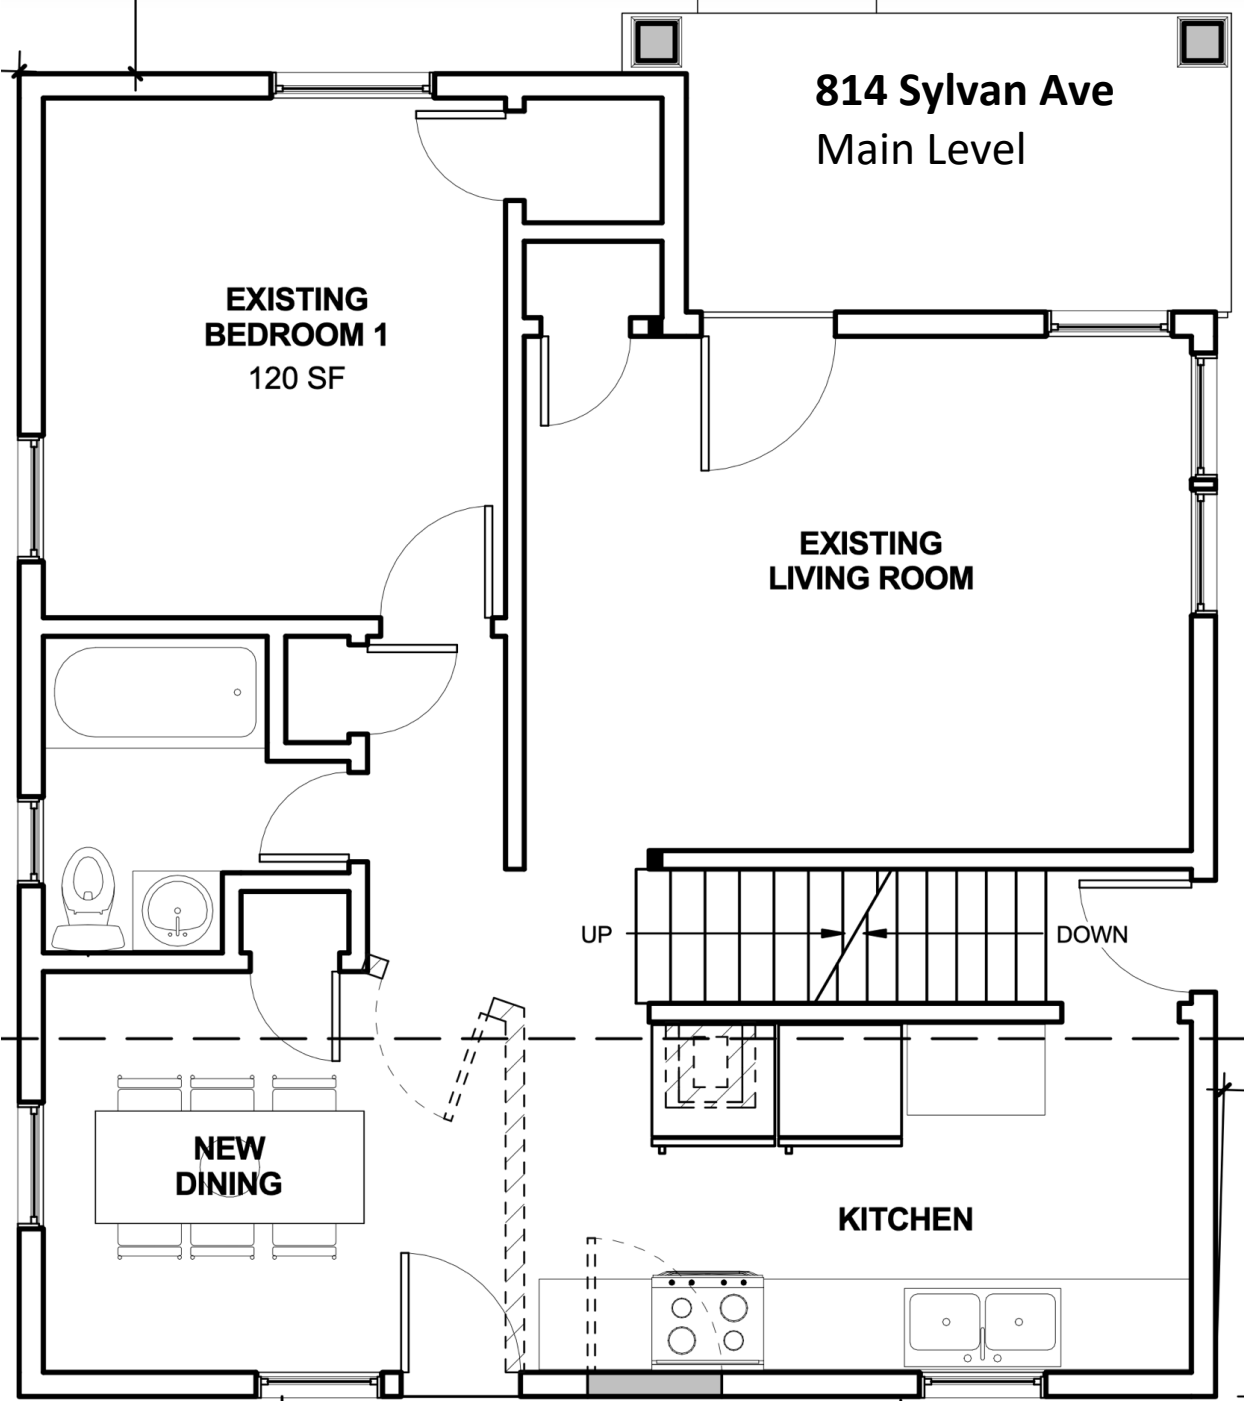 814 Sylvan Ave
Main Level
EXISTING
BEDROOM 1
120 SF
EXISTING
LIVING ROOM
UP
DOWN
NEW
DINING
KITCHEN